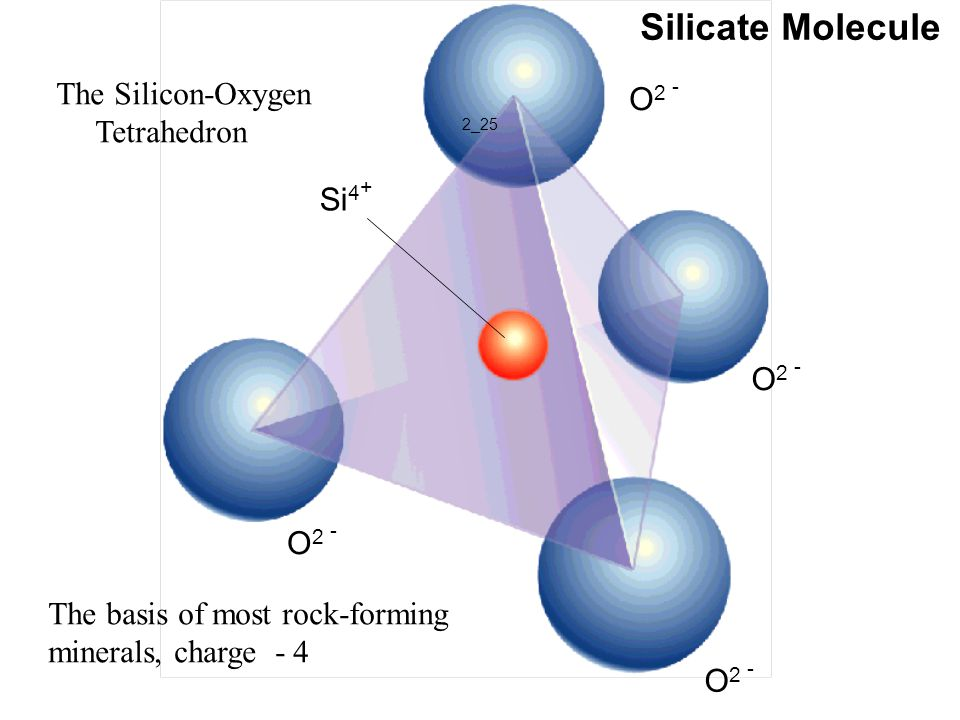 Silicate Molecule
The Silicon-Oxygen
Tetrahedron
O2 -
2_25
Si4+
O2 -
O2 -
The basis of most rock-forming
minerals, charge - 4
O2 -